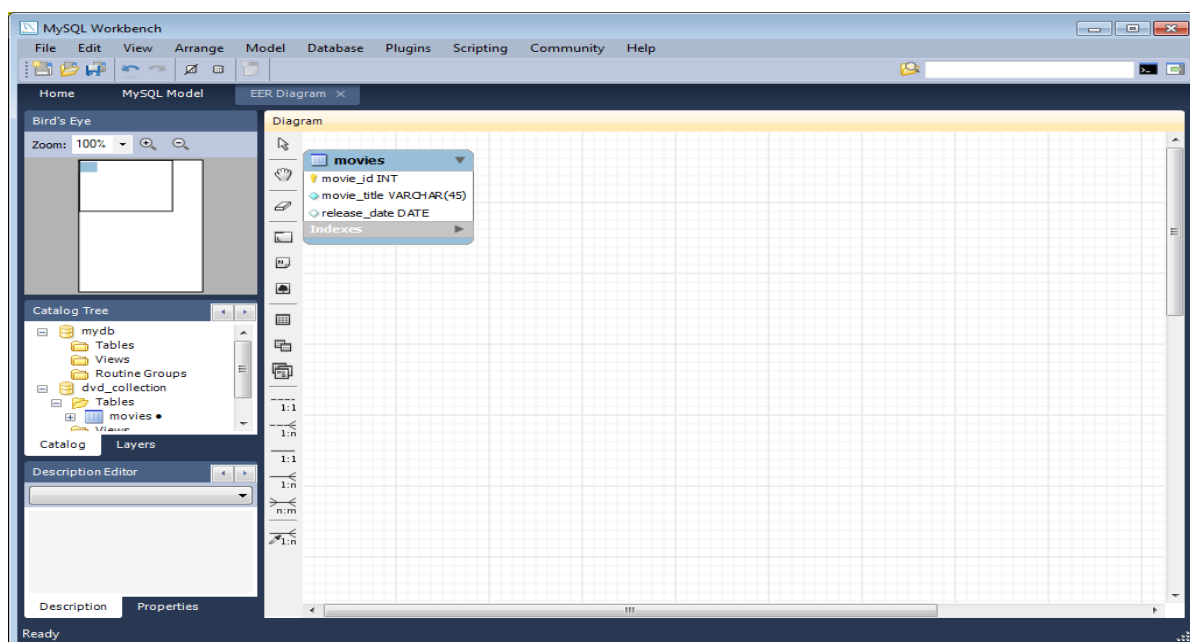 MySQL Workbench
File Edit View Arrange Model Database Plugins Scripting Community Help
Home MySQL Model EER Diagram
Bird's Eye
Zoom: 100%
Diagram
movies
movie_id INT
movie_title VARCHAR(45)
release_date DATE
Indexes
Catalog Tree
mydb
Tables
Views
Routine Groups
dvd_collection
Tables
movies
Views
Catalog Layers
Description Editor
Description Properties
1:1
1:n
1:1
1:n
n:m
1:n
Ready